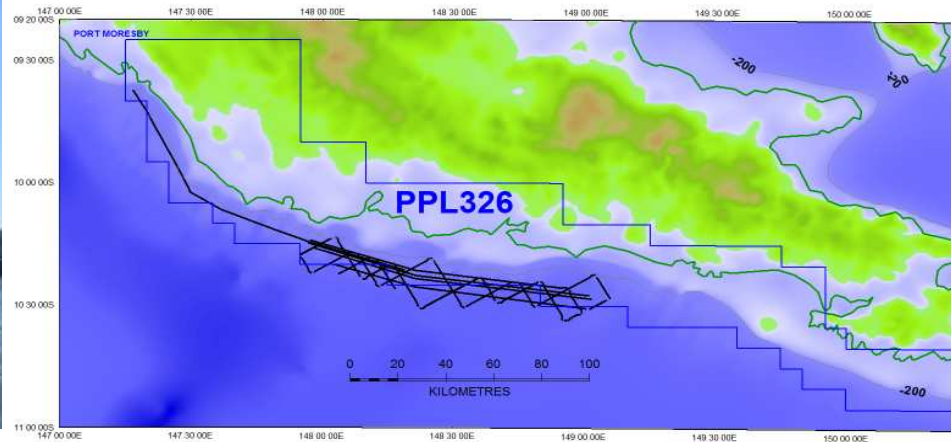 147 00 00E 147.30 00E 148 00 00E 148 30 00E 149 00 00E 149 30 00E 150 00 00E
09 20 00S
PORT MORESBY
09 30 00S
-200
-200
10 00 00S
PPL326
10 30 00S
0 20 40 60 80 100
KILOMETRES
-200
11 00 00S
147 00 00E 147.30 00E 148 00 00E 148 30 00E 149 00 00E 149 30 00E 150 00 00E